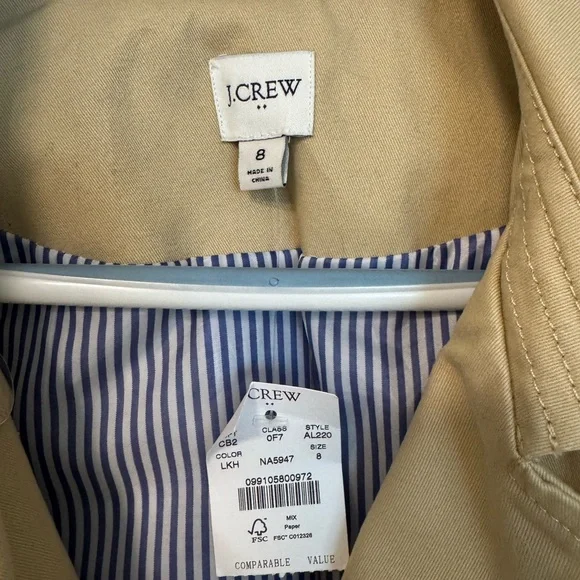 J.CREW
8
MADE IN
CHINA
CREW
CLASS STYLE
CB2 0F7 AL220
COLOR SIZE
LKH NA5947 8
099105800972
MIX
Paper
FSC FSC® C012328
COMPARABLE VALUE